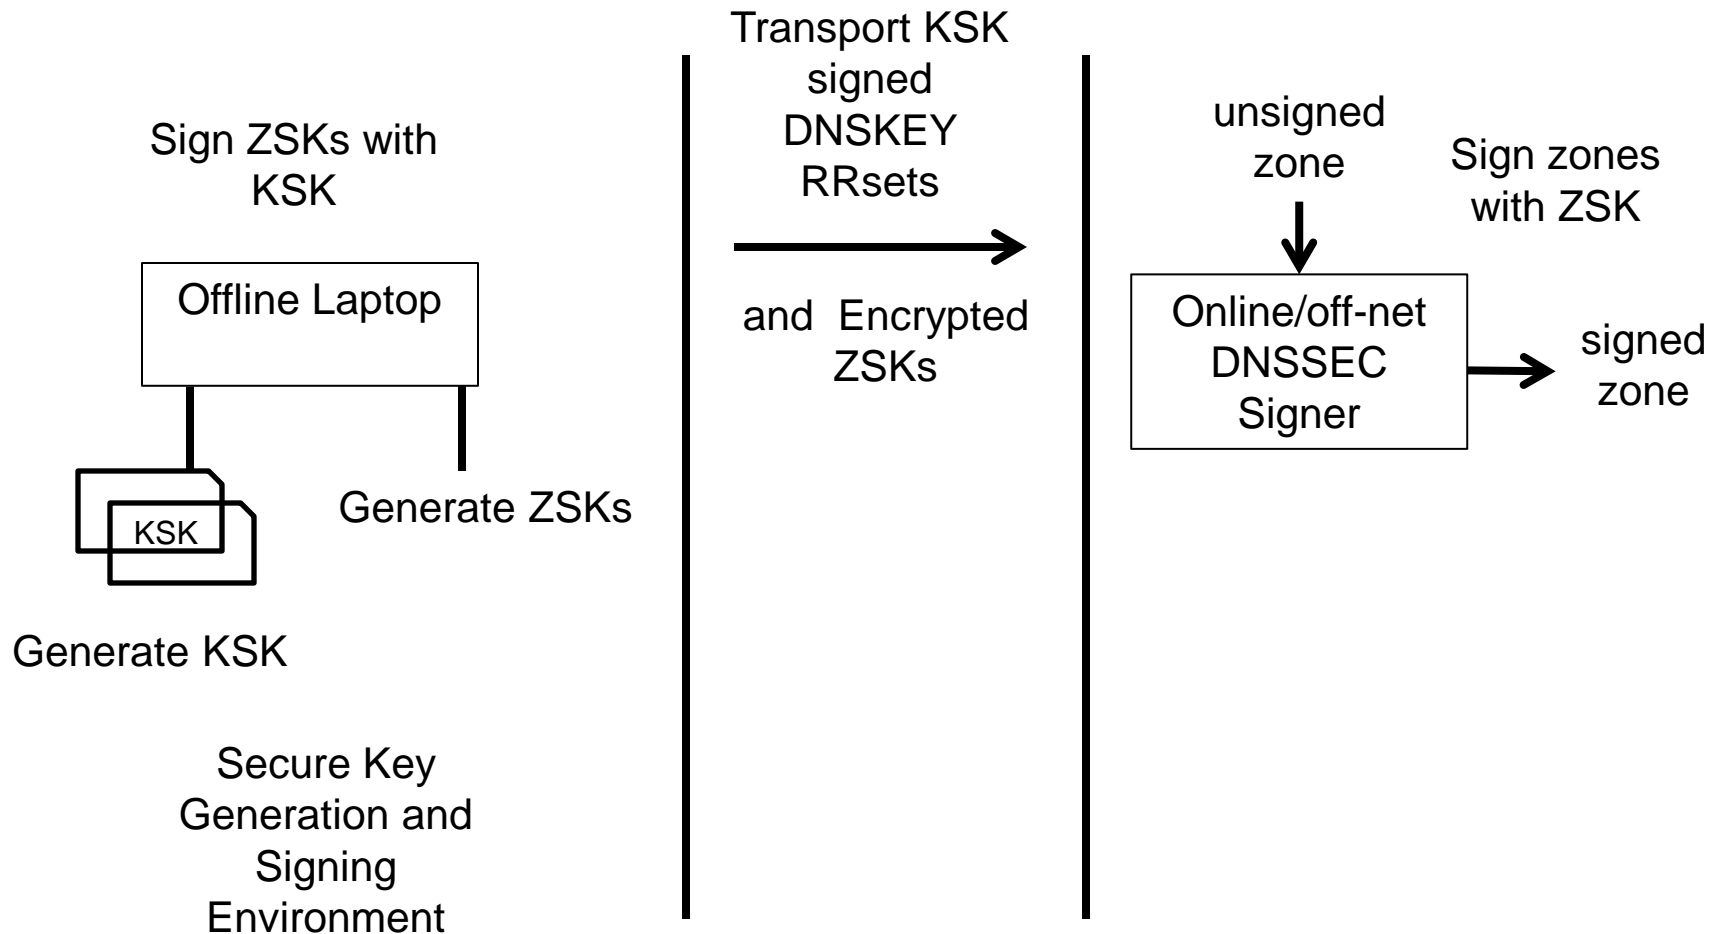 Sign ZSKs with
KSK
Offline Laptop
KSK
Generate ZSKs
Generate KSK
Secure Key
Generation and
Signing
Environment
Transport KSK
signed
DNSKEY
RRsets
and Encrypted
ZSKs
unsigned
zone
Sign zones
with ZSK
Online/off-net
DNSSEC
Signer
signed
zone